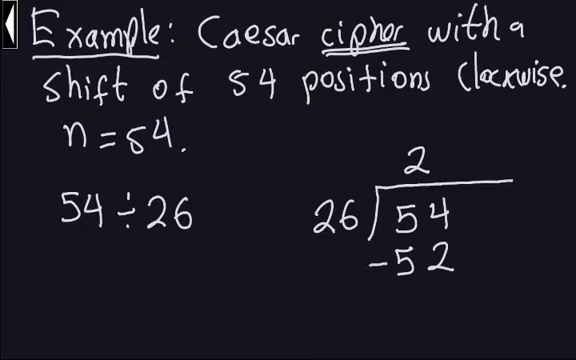 Example: Caesar cipher with a
shift of 54 positions Clockwise.
n = 54.
2
54 ÷ 26
26 ) 54
- 52